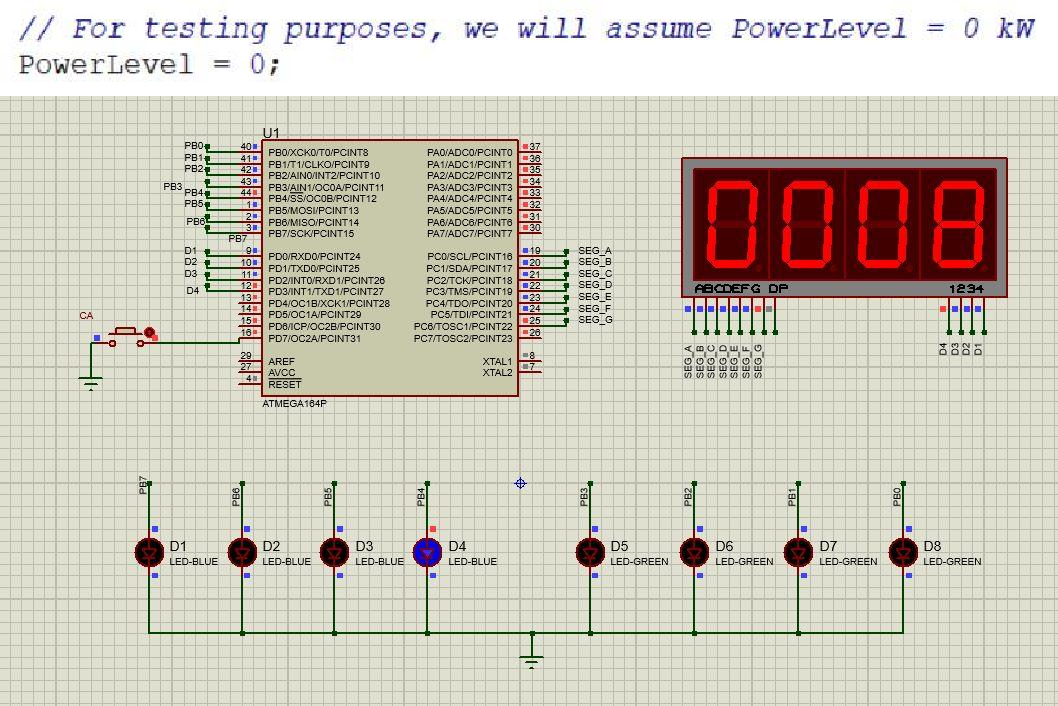 // For testing purposes, we will assume PowerLevel = 0 kW
PowerLevel = 0;
U1
PB0 40 PB0/XCK0/T0/PCINT8 PA0/ADC0/PCINT0 37
PB1 41 PB1/T1/CLKO/PCINT9 PA1/ADC1/PCINT1 36
PB2 42 PB2/AIN0/INT2/PCINT10 PA2/ADC2/PCINT2 35
PB3 43 PB3/AIN1/OC0A/PCINT11 PA3/ADC3/PCINT3 34
PB4 44 PB4/SS/OC0B/PCINT12 PA4/ADC4/PCINT4 33
PB5 1 PB5/MOSI/PCINT13 PA5/ADC5/PCINT5 32
PB6 2 PB6/MISO/PCINT14 PA6/ADC6/PCINT6 31
PB7 3 PB7/SCK/PCINT15 PA7/ADC7/PCINT7 30
D1 9 PD0/RXD0/PCINT24 PC0/SCL/PCINT16 19 SEG_A
D2 10 PD1/TXD0/PCINT25 PC1/SDA/PCINT17 20 SEG_B
D3 11 PD2/INT0/RXD1/PCINT26 PC2/TCK/PCINT18 21 SEG_C
D4 12 PD3/INT1/TXD1/PCINT27 PC3/TMS/PCINT19 22 SEG_D
13 PD4/OC1B/XCK1/PCINT28 PC4/TDO/PCINT20 23 SEG_E
14 PD5/OC1A/PCINT29 PC5/TDI/PCINT21 24 SEG_F
15 PD6/ICP/OC2B/PCINT30 PC6/TOSC1/PCINT22 25 SEG_G
16 PD7/OC2A/PCINT31 PC7/TOSC2/PCINT23 26
CA
29 AREF XTAL1 8
27 AVCC XTAL2 7
4 RESET
ATMEGA164P
0008
ABCDEFG DP 1234
SEG_A SEG_B SEG_C SEG_D SEG_E SEG_F SEG_G D4 D3 D2 D1
PB7 PB6 PB5 PB4 PB3 PB2 PB1 PB0
D1 D2 D3 D4 D5 D6 D7 D8
LED-BLUE LED-BLUE LED-BLUE LED-BLUE LED-GREEN LED-GREEN LED-GREEN LED-GREEN